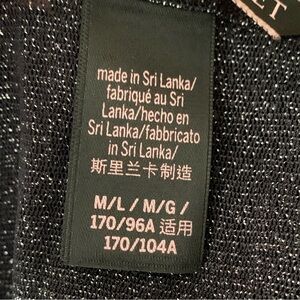 made in Sri Lanka/
fabriqué au Sri
Lanka/hecho en
Sri Lanka/fabbricato
in Sri Lanka/
斯里兰卡制造
M/L / M/G /
170/96A 适用
170/104A